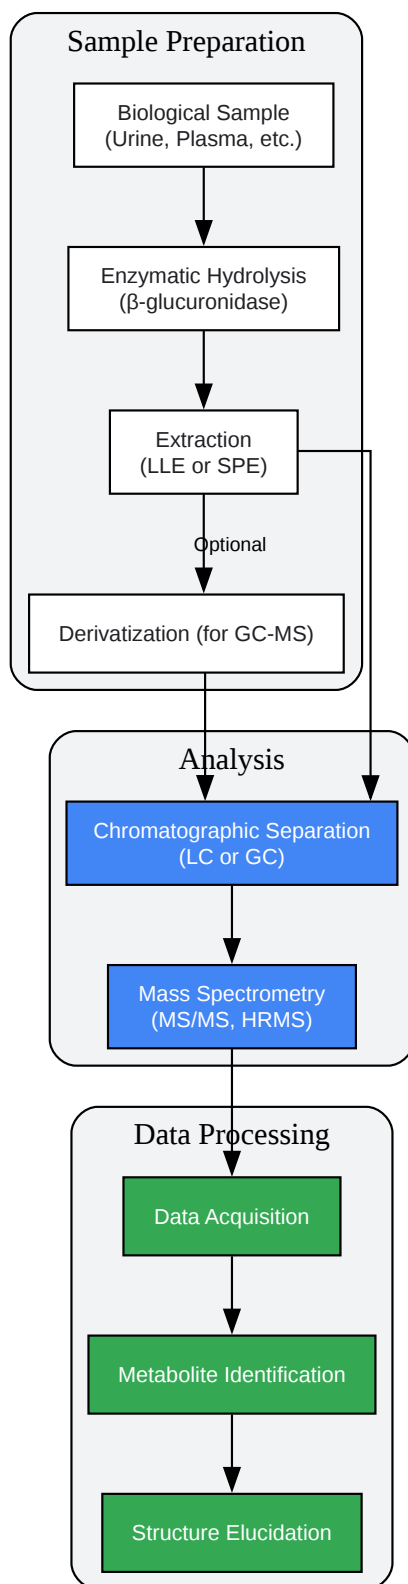 Sample Preparation
Biological Sample
(Urine, Plasma, etc.)
Enzymatic Hydrolysis
(β-glucuronidase)
Extraction
(LLE or SPE)
Optional
Derivatization (for GC-MS)
Analysis
Chromatographic Separation
(LC or GC)
Mass Spectrometry
(MS/MS, HRMS)
Data Processing
Data Acquisition
Metabolite Identification
Structure Elucidation